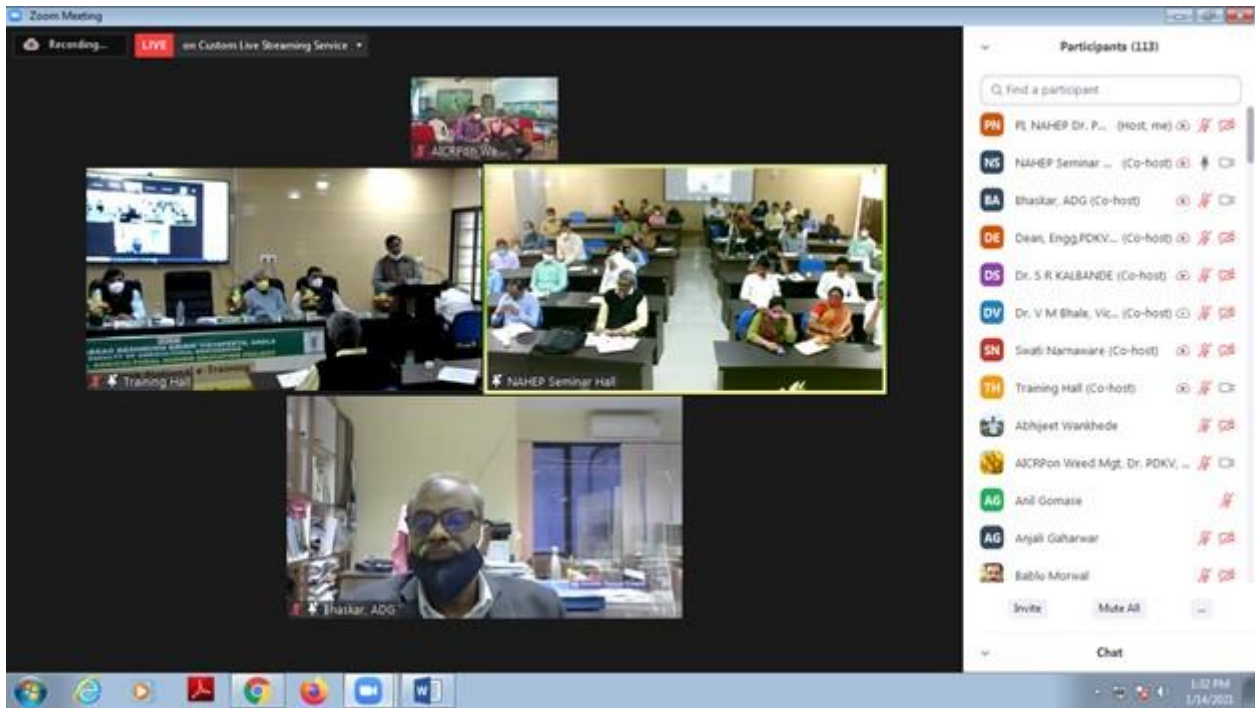 Zoom Meeting
Recording...
LIVE on Custom Live Streaming Service
AICRPon We...
Training Hall
NAHEP Seminar Hall
Bhaskar, ADG
Participants (113)
Find a participant
PN PI, NAHEP Dr. P... (Host, me)
NS NAHEP Seminar ... (Co-host)
BA Bhaskar, ADG (Co-host)
DE Dean, Engg,PDKV... (Co-host)
DS Dr. S R KALBANDE (Co-host)
DV Dr. V M Bhale, Vic... (Co-host)
SN Swati Narnaware (Co-host)
TH Training Hall (Co-host)
Abhijeet Wankhede
AICRPon Weed Mgt, Dr. PDKV, ...
AG Anil Gomase
AG Anjali Gaharwar
Bablu Morwal
Invite
Mute All
...
Chat
1:32 PM
1/14/2021